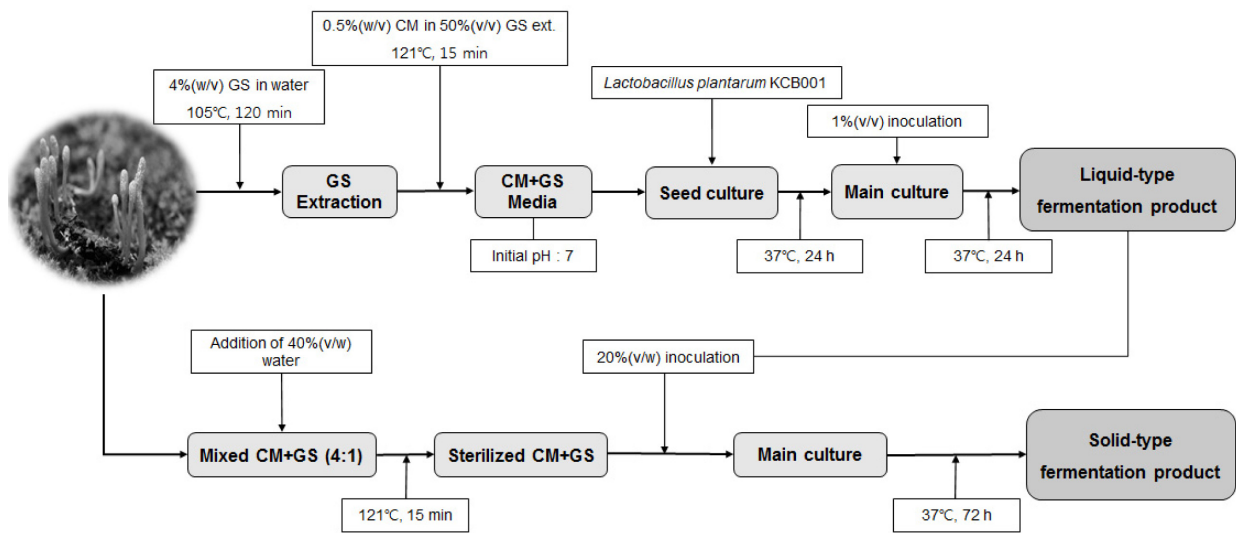 0.5%(w/v) CM in 50%(v/v) GS ext.
121℃, 15 min
4%(w/v) GS in water
105℃, 120 min
Lactobacillus plantarum KCB001
1%(v/v) inoculation
GS
Extraction
CM+GS
Media
Seed culture
Main culture
Liquid-type
fermentation product
Initial pH : 7
37℃, 24 h
37℃, 24 h
Addition of 40%(v/w)
water
20%(v/w) inoculation
Mixed CM+GS (4:1)
Sterilized CM+GS
Main culture
Solid-type
fermentation product
121℃, 15 min
37℃, 72 h